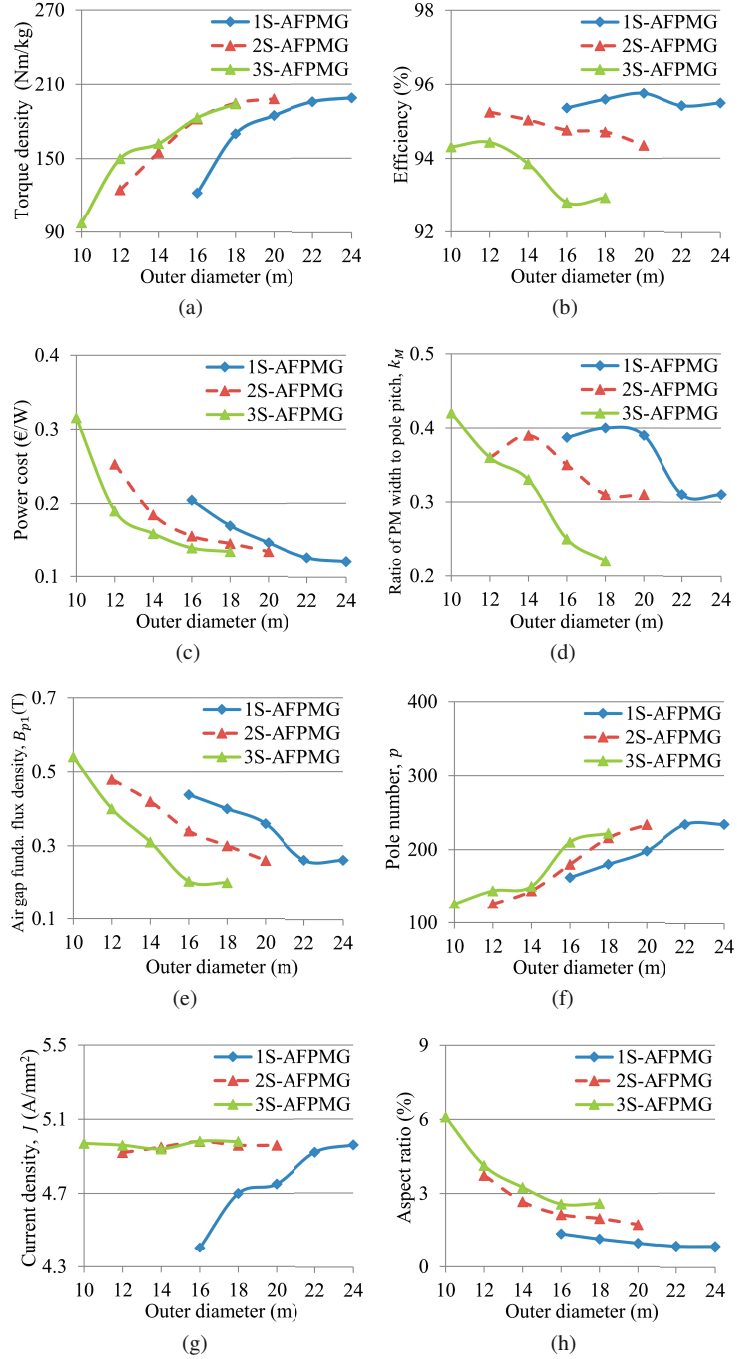 270
210
150
90
Torque density (Nm/kg)
1S-AFPMG
2S-AFPMG
3S-AFPMG
10 12 14 16 18 20 22 24
Outer diameter (m)
(a)
98
96
94
92
Efficiency (%)
1S-AFPMG
2S-AFPMG
3S-AFPMG
10 12 14 16 18 20 22 24
Outer diameter (m)
(b)
0.4
0.3
0.2
0.1
Power cost (€/W)
1S-AFPMG
2S-AFPMG
3S-AFPMG
10 12 14 16 18 20 22 24
Outer diameter (m)
(c)
0.5
0.4
0.3
0.2
Ratio of PM width to pole pitch, k_M
1S-AFPMG
2S-AFPMG
3S-AFPMG
10 12 14 16 18 20 22 24
Outer diameter (m)
(d)
0.7
0.5
0.3
0.1
Air gap funda. flux density, B_p1(T)
1S-AFPMG
2S-AFPMG
3S-AFPMG
10 12 14 16 18 20 22 24
Outer diameter (m)
(e)
400
300
200
100
Pole number, p
1S-AFPMG
2S-AFPMG
3S-AFPMG
10 12 14 16 18 20 22 24
Outer diameter (m)
(f)
5.5
5.1
4.7
4.3
Current density, J (A/mm²)
1S-AFPMG
2S-AFPMG
3S-AFPMG
10 12 14 16 18 20 22 24
Outer diameter (m)
(g)
9
6
3
0
Aspect ratio (%)
1S-AFPMG
2S-AFPMG
3S-AFPMG
10 12 14 16 18 20 22 24
Outer diameter (m)
(h)